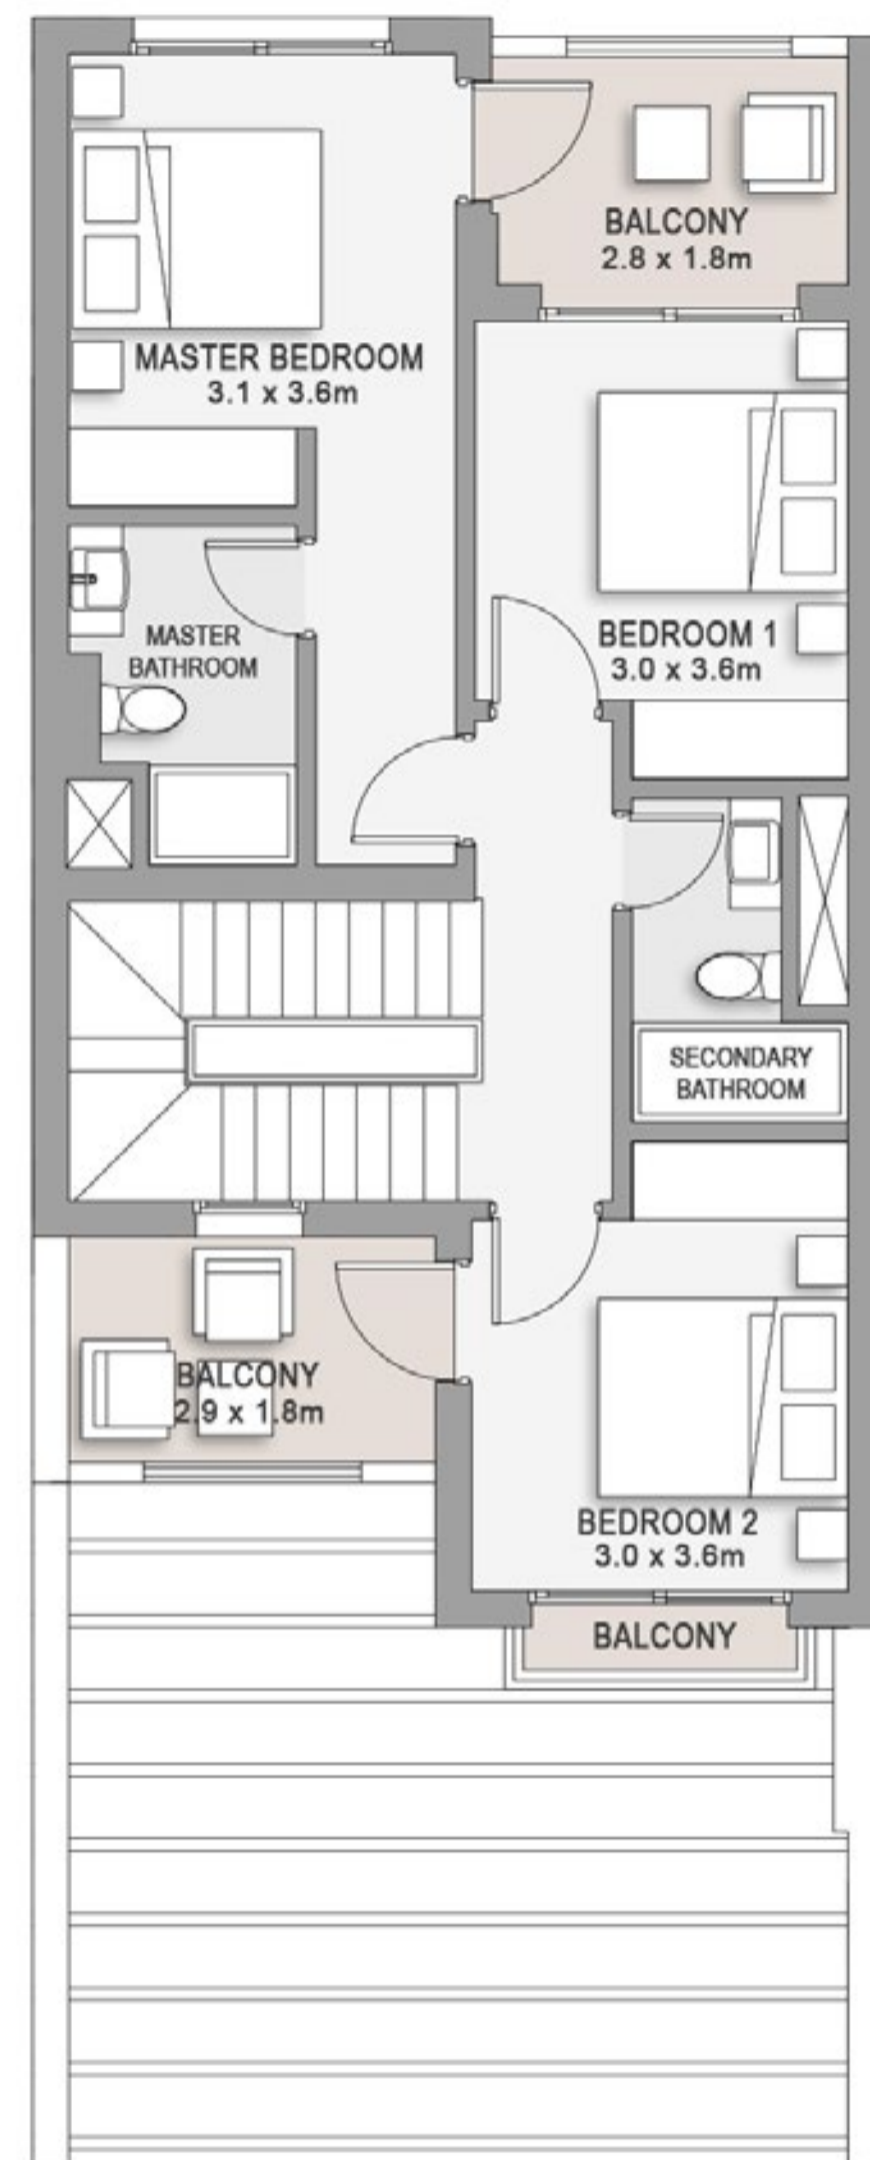 BALCONY
2.8 x 1.8m
MASTER BEDROOM
3.1 x 3.6m
BEDROOM 1
3.0 x 3.6m
MASTER
BATHROOM
SECONDARY
BATHROOM
BALCONY
2.9 x 1.8m
BEDROOM 2
3.0 x 3.6m
BALCONY